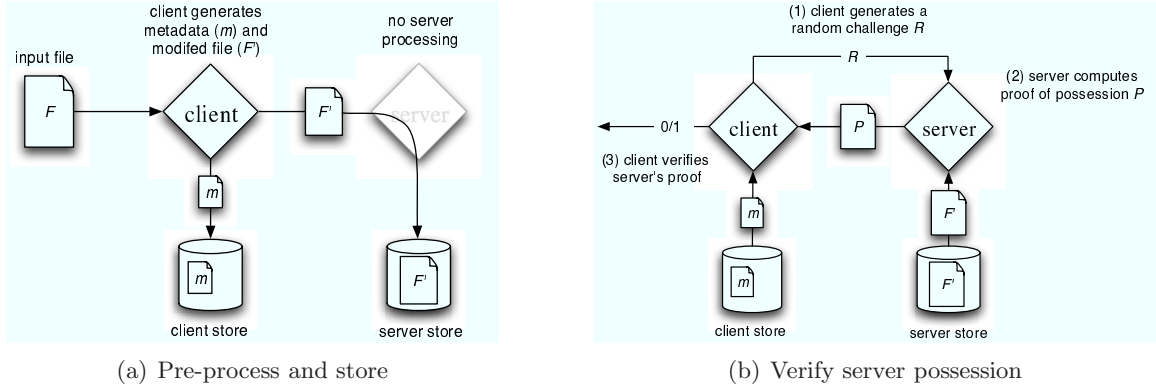 client generates
metadata (m) and
modifed file (F')
no server
processing
input file
F
client
F'
server
m
m
F'
client store
server store
(a) Pre-process and store
(1) client generates a
random challenge R
R
(2) server computes
proof of possession P
0/1
client
P
server
(3) client verifies
server's proof
m
F'
m
F'
client store
server store
(b) Verify server possession